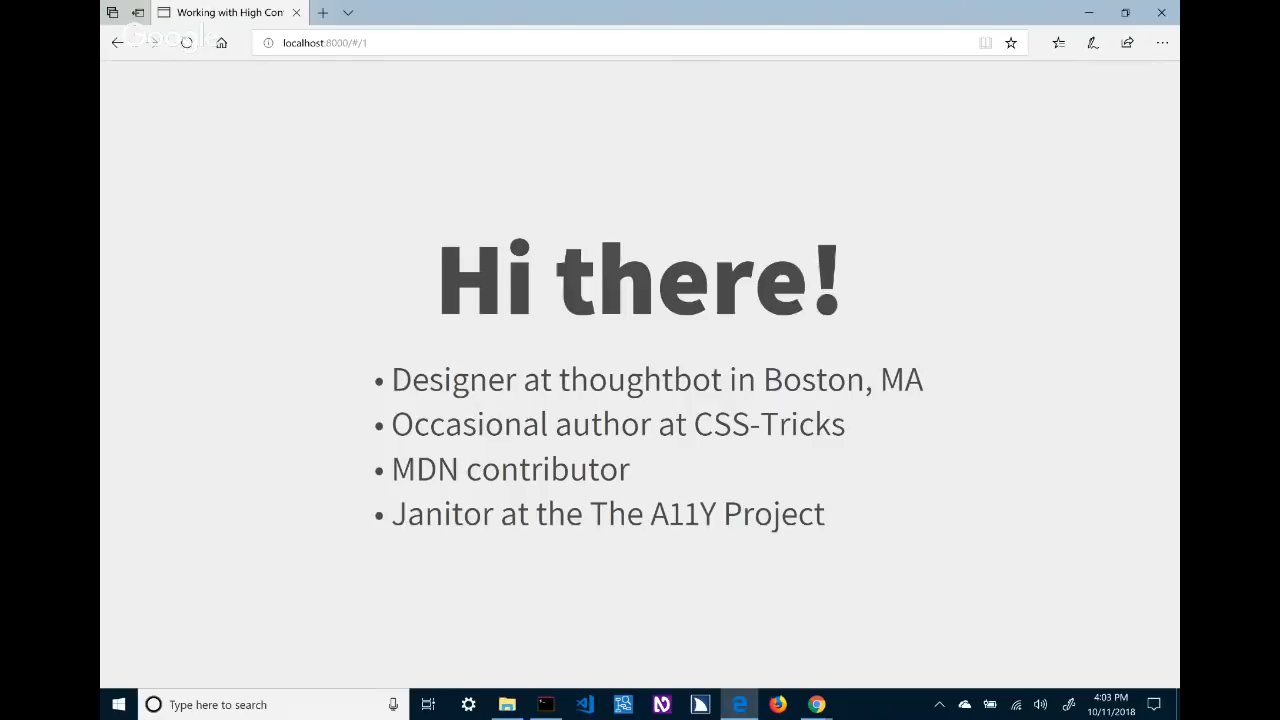 Working with High Con
Google
localhost:8000/#/1
Hi there!
• Designer at thoughtbot in Boston, MA
• Occasional author at CSS-Tricks
• MDN contributor
• Janitor at the The A11Y Project
Type here to search
4:03 PM
10/11/2018